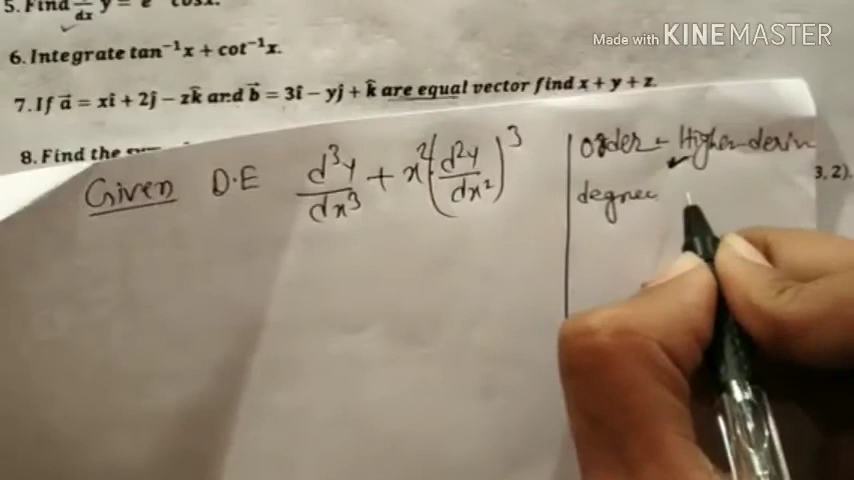 5. Find d/dx y = e cosx.
Made with KINEMASTER
6. Integrate tan⁻¹x + cot⁻¹x.
7. If a⃗ = xî + 2ĵ − zk̂ and b⃗ = 3î − yĵ + k̂ are equal vector find x + y + z.
8. Find the
3, 2).
Given D.E d³y/dx³ + x²(d²y/dx²)³
Order - Higher deriv
degree